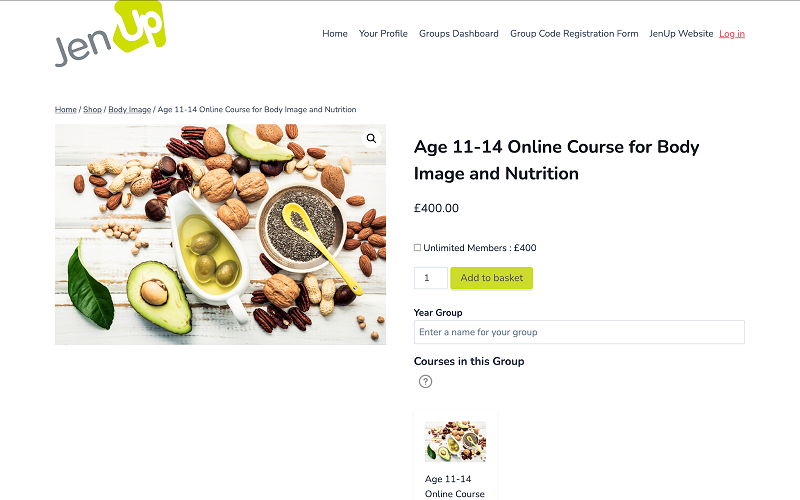 Jen Up
Home Your Profile Groups Dashboard Group Code Registration Form JenUp Website Log in
Home / Shop / Body Image / Age 11-14 Online Course for Body Image and Nutrition
Age 11-14 Online Course for Body
Image and Nutrition
£400.00
Unlimited Members : £400
1 Add to basket
Year Group
Enter a name for your group
Courses in this Group
?
Age 11-14
Online Course